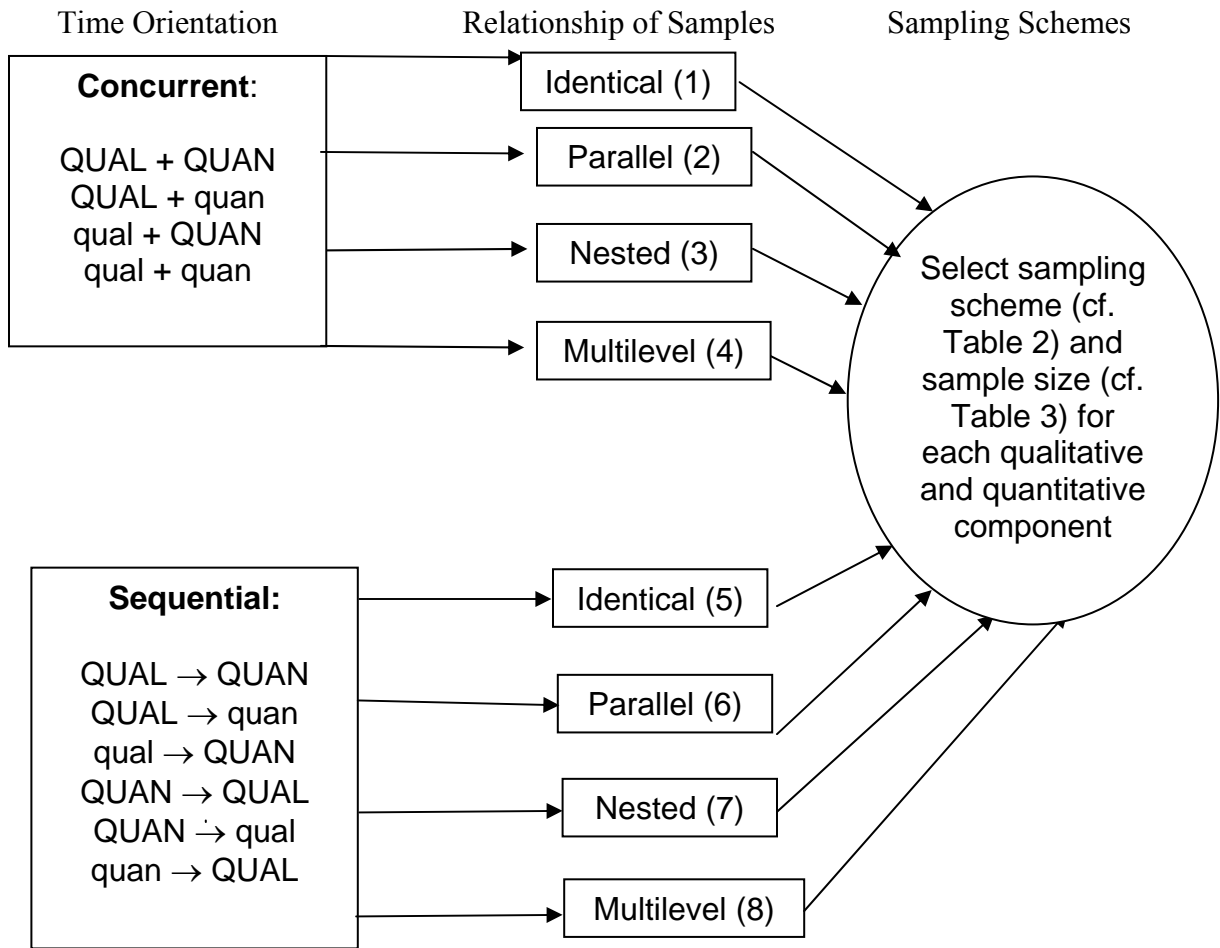 Time Orientation
Relationship of Samples
Sampling Schemes
Concurrent:
QUAL + QUAN
QUAL + quan
qual + QUAN
qual + quan
Identical (1)
Parallel (2)
Nested (3)
Multilevel (4)
Select sampling
scheme (cf.
Table 2) and
sample size (cf.
Table 3) for
each qualitative
and quantitative
component
Sequential:
QUAL → QUAN
QUAL → quan
qual → QUAN
QUAN → QUAL
QUAN → qual
quan → QUAL
Identical (5)
Parallel (6)
Nested (7)
Multilevel (8)